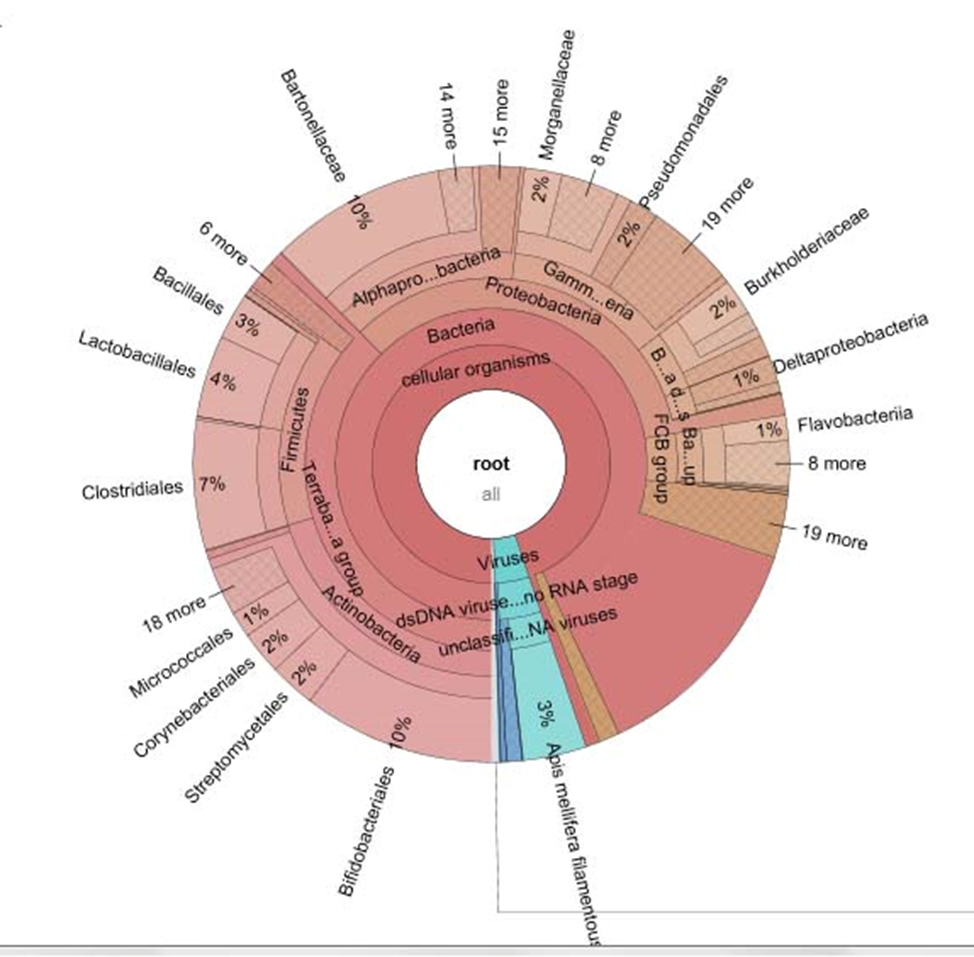 Bartonellaceae
10%
14 more
15 more
Morganellaceae
2%
8 more
Pseudomonadales
2%
19 more
Burkholderiaceae
2%
Deltaproteobacteria
1%
Flavobacteriia
1%
8 more
19 more
6 more
Bacillales
3%
Lactobacillales
4%
Clostridiales
7%
18 more
Micrococcales
1%
Corynebacteriales
2%
Streptomycetales
2%
Bifidobacteriales
10%
Apis mellifera filamentous
3%
Alphapro...bacteria
Gamm...eria
Proteobacteria
B...a d...s
Ba...up
FCB group
Bacteria
cellular organisms
Firmicutes
Terraba...a group
Actinobacteria
root
all
Viruses
dsDNA viruse...no RNA stage
unclassifi...NA viruses